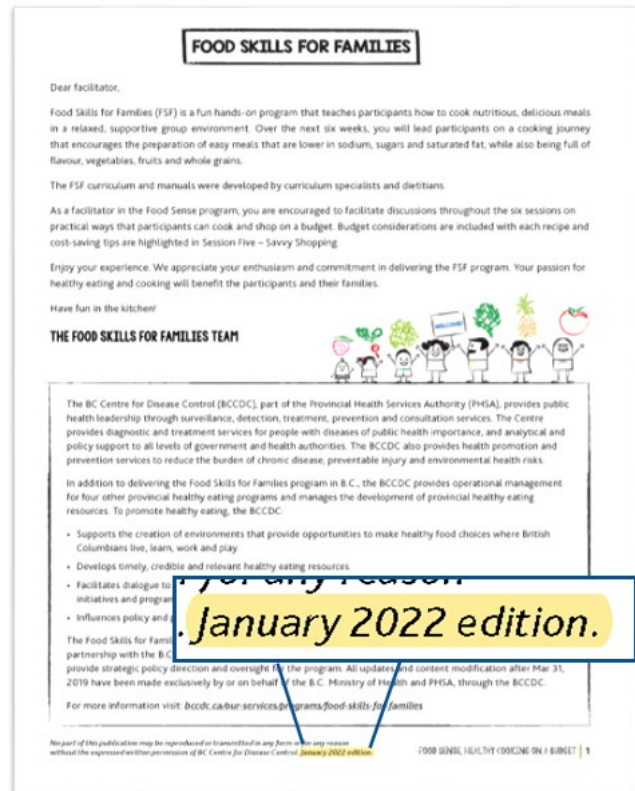 FOOD SKILLS FOR FAMILIES
Dear facilitator,
Food Skills for Families (FSF) is a fun hands-on program that teaches participants how to cook nutritious, delicious meals
in a relaxed, supportive group environment. Over the next six weeks, you will lead participants on a cooking journey
that encourages the preparation of easy meals that are lower in sodium, sugars and saturated fat, while also being full of
flavour, vegetables, fruits and whole grains.
The FSF curriculum and manuals were developed by curriculum specialists and dietitians.
As a facilitator in the Food Sense program, you are encouraged to facilitate discussions throughout the six sessions on
practical ways that participants can cook and shop on a budget. Budget considerations are included with each recipe and
cost-saving tips are highlighted in Session Five – Savvy Shopping.
Enjoy your experience. We appreciate your enthusiasm and commitment in delivering the FSF program. Your passion for
healthy eating and cooking will benefit the participants and their families.
Have fun in the kitchen!
THE FOOD SKILLS FOR FAMILIES TEAM
WELCOME!
The BC Centre for Disease Control (BCCDC), part of the Provincial Health Services Authority (PHSA), provides public
health leadership through surveillance, detection, treatment, prevention and consultation services. The Centre
provides diagnostic and treatment services for people with diseases of public health importance, and analytical and
policy support to all levels of government and health authorities. The BCCDC also provides health promotion and
prevention services to reduce the burden of chronic disease, preventable injury and environmental health risks.
In addition to delivering the Food Skills for Families program in B.C., the BCCDC provides operational management
for four other provincial healthy eating programs and manages the development of provincial healthy eating
resources. To promote healthy eating, the BCCDC:
• Supports the creation of environments that provide opportunities to make healthy food choices where British
Columbians live, learn, work and play
• Develops timely, credible and relevant healthy eating resources.
• Facilitates dialogue to
initiatives and program
• Influences policy and p
for any reason
. January 2022 edition.
The Food Skills for Famil
partnership with the B.C
provide strategic policy direction and oversight for the program. All updates and content modification after Mar 31,
2019 have been made exclusively by or on behalf of the B.C. Ministry of Health and PHSA, through the BCCDC.
For more information visit: bccdc.ca/our-services/programs/food-skills-for-families
No part of this publication may be reproduced or transmitted in any form or for any reason
without the expressed written permission of BC Centre for Disease Control. January 2022 edition.
FOOD SENSE, HEALTHY COOKING ON A BUDGET | 1